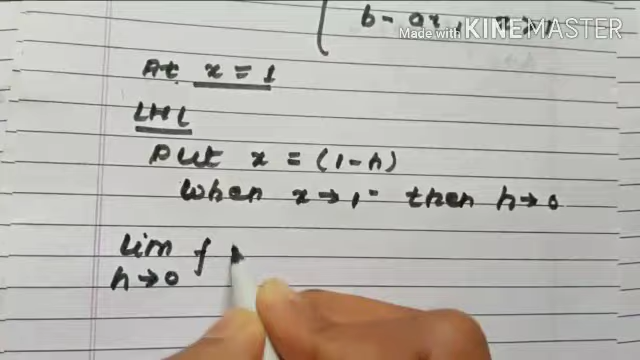 b - ax,
Made with KINEMASTER
At x = 1
LHL
Put x = (1-h)
when x → 1⁻ then h → 0
lim f
h → 0